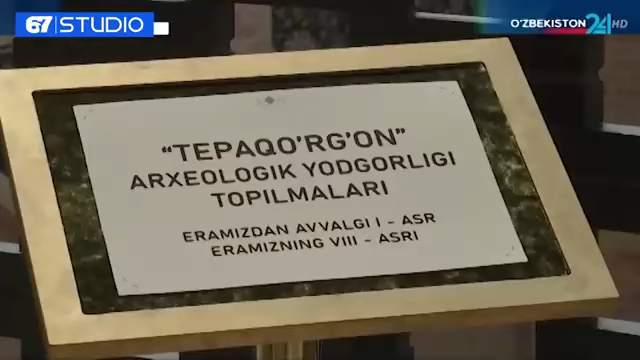 67 STUDIO
O'ZBEKISTON 24 HD
"TEPAQO'RG'ON"
ARXEOLOGIK YODGORLIGI
TOPILMALARI
ERAMIZDAN AVVALGI I - ASR
ERAMIZNING VIII - ASRI